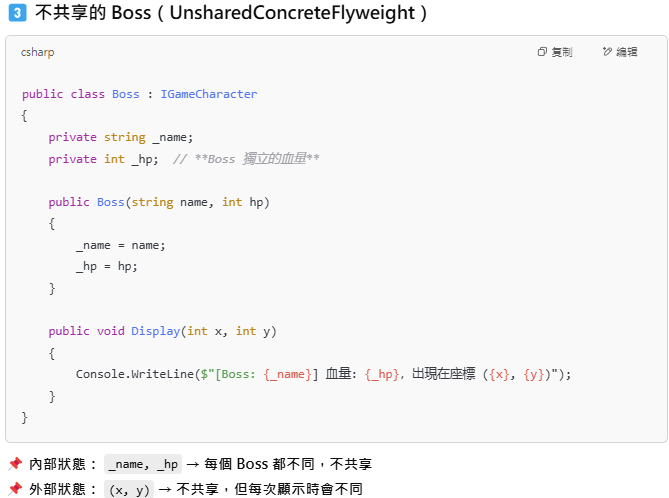 3 不共享的 Boss（UnsharedConcreteFlyweight）
csharp 复制 编辑
public class Boss : IGameCharacter
{
    private string _name;
    private int _hp;  // **Boss 獨立的血量**
    public Boss(string name, int hp)
    {
        _name = name;
        _hp = hp;
    }
    public void Display(int x, int y)
    {
        Console.WriteLine($"[Boss: {_name}] 血量: {_hp}, 出現在座標 ({x}, {y})");
    }
}
📌 內部狀態：_name, _hp → 每個 Boss 都不同，不共享
📌 外部狀態：(x, y) → 不共享，但每次顯示時會不同